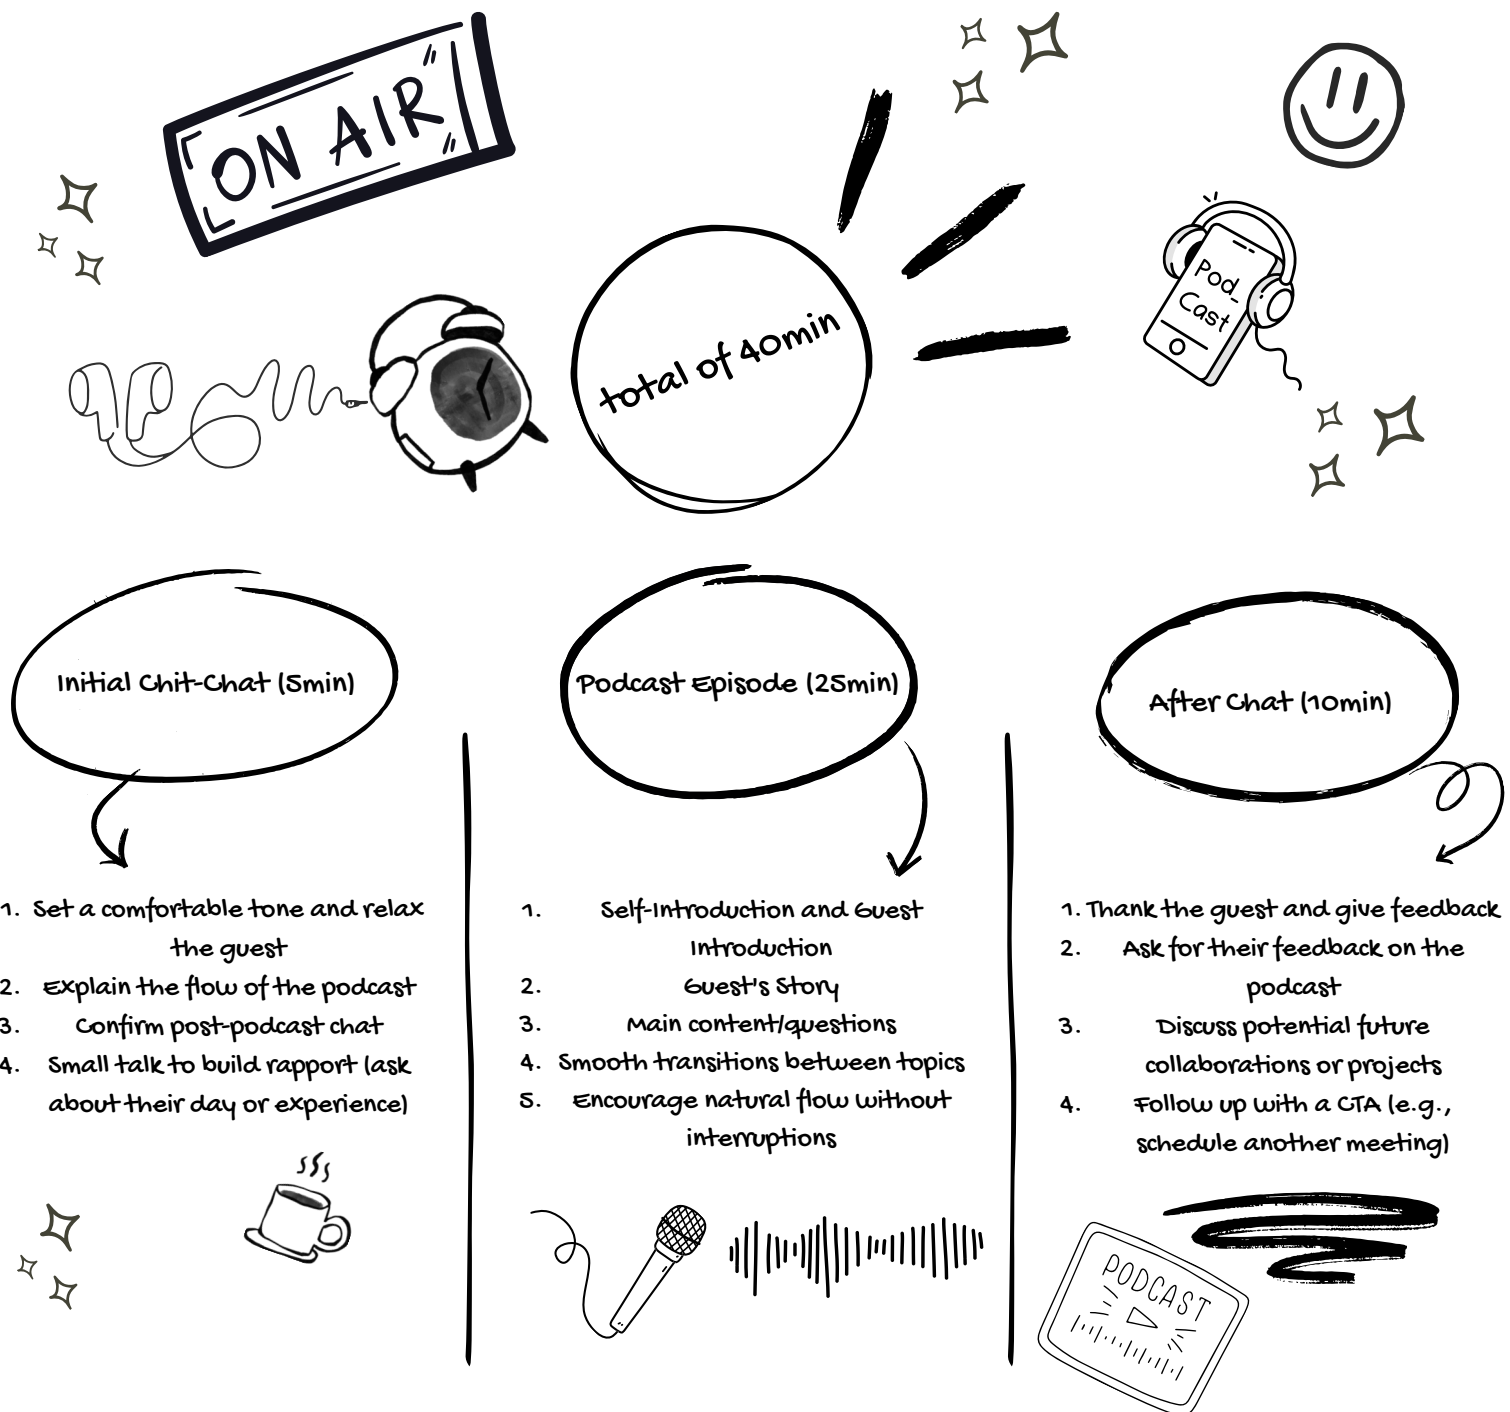 ON AIR
Pod_
Cast
total of 40min
Initial Chit-Chat (5min)
1. Set a comfortable tone and relax
the guest
2. Explain the flow of the podcast
3. Confirm post-podcast chat
4. Small talk to build rapport (ask
about their day or experience)
Podcast Episode (25min)
1. Self-Introduction and Guest
Introduction
2. Guest's Story
3. Main content/questions
4. Smooth transitions between topics
5. Encourage natural flow without
interruptions
After Chat (10min)
1. Thank the guest and give feedback
2. Ask for their feedback on the
podcast
3. Discuss potential future
collaborations or projects
4. Follow up with a CTA (e.g.,
schedule another meeting)
PODCAST